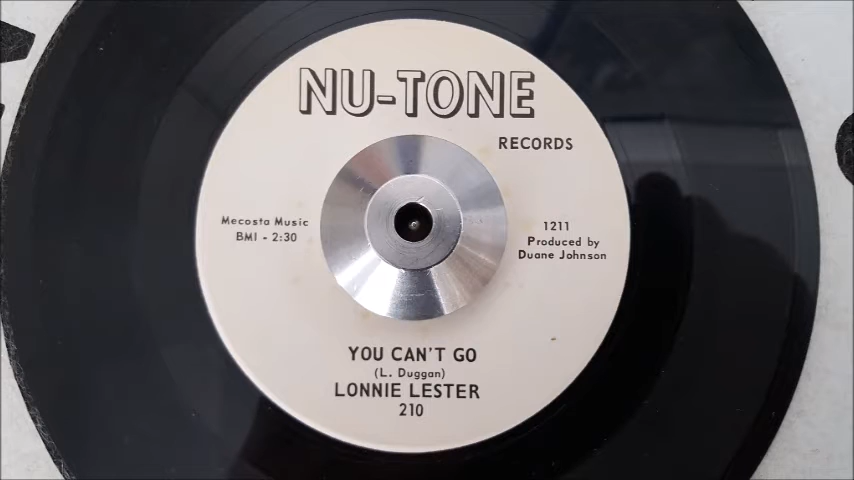 NU-TONE
RECORDS
Mecosta Music
BMI - 2:30
1211
Produced by
Duane Johnson
YOU CAN'T GO
(L. Duggan)
LONNIE LESTER
210